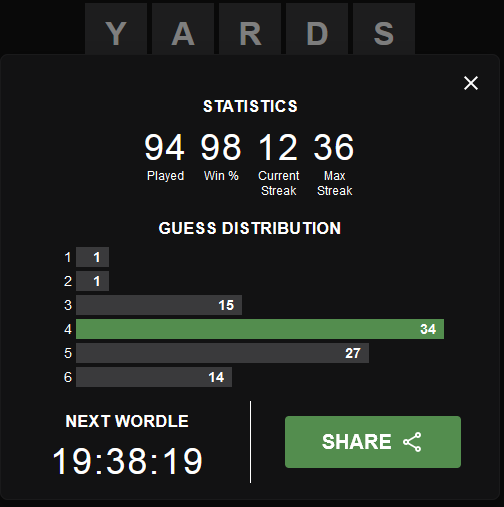 Y A R D S
STATISTICS
94 98 12 36
Played Win % Current Streak Max Streak
GUESS DISTRIBUTION
1 1
2 1
3 15
4 34
5 27
6 14
NEXT WORDLE
19:38:19
SHARE